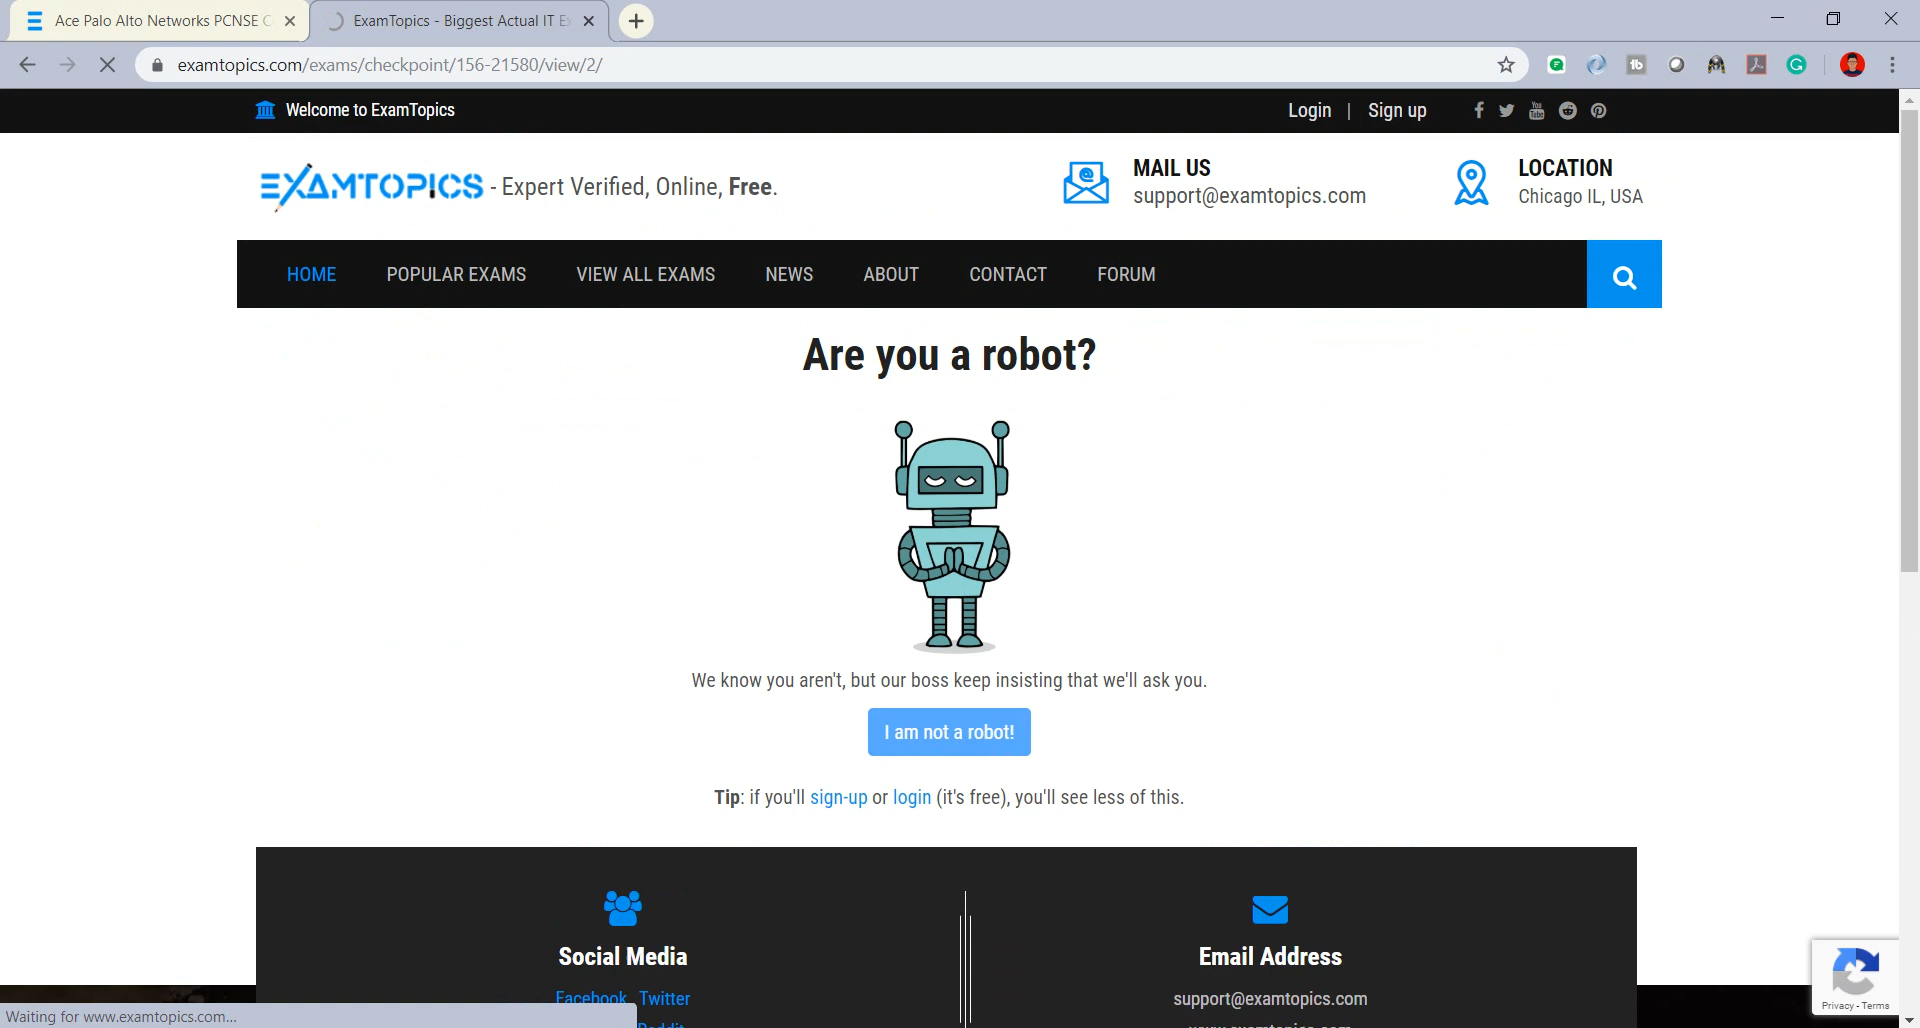 Ace Palo Alto Networks PCNSE C
ExamTopics - Biggest Actual IT E
examtopics.com/exams/checkpoint/156-21580/view/2/
Welcome to ExamTopics
Login | Sign up
EXAMTOPICS - Expert Verified, Online, Free.
MAIL US
support@examtopics.com
LOCATION
Chicago IL, USA
HOME POPULAR EXAMS VIEW ALL EXAMS NEWS ABOUT CONTACT FORUM
Are you a robot?
We know you aren't, but our boss keep insisting that we'll ask you.
I am not a robot!
Tip: if you'll sign-up or login (it's free), you'll see less of this.
Social Media
Facebook Twitter
Reddit
Email Address
support@examtopics.com
www.examtopics.com
Privacy - Terms
Waiting for www.examtopics.com...